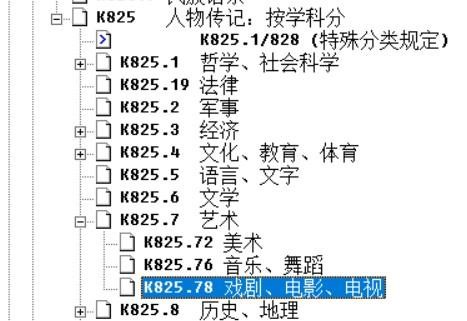 K825 人物传记：按学科分
K825.1/828 (特殊分类规定)
K825.1 哲学、社会科学
K825.19 法律
K825.2 军事
K825.3 经济
K825.4 文化、教育、体育
K825.5 语言、文字
K825.6 文学
K825.7 艺术
K825.72 美术
K825.76 音乐、舞蹈
K825.78 戏剧、电影、电视
K825.8 历史、地理